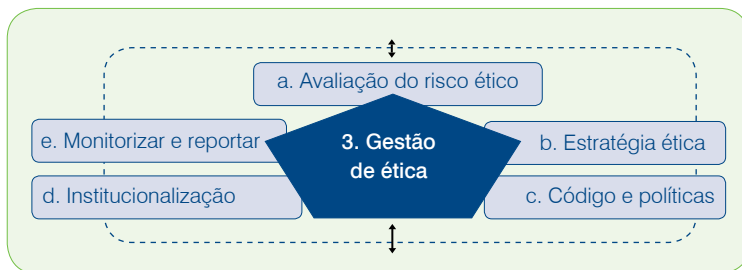 a. Avaliação do risco ético
e. Monitorizar e reportar
3. Gestão
de ética
b. Estratégia ética
d. Institucionalização
c. Código e políticas